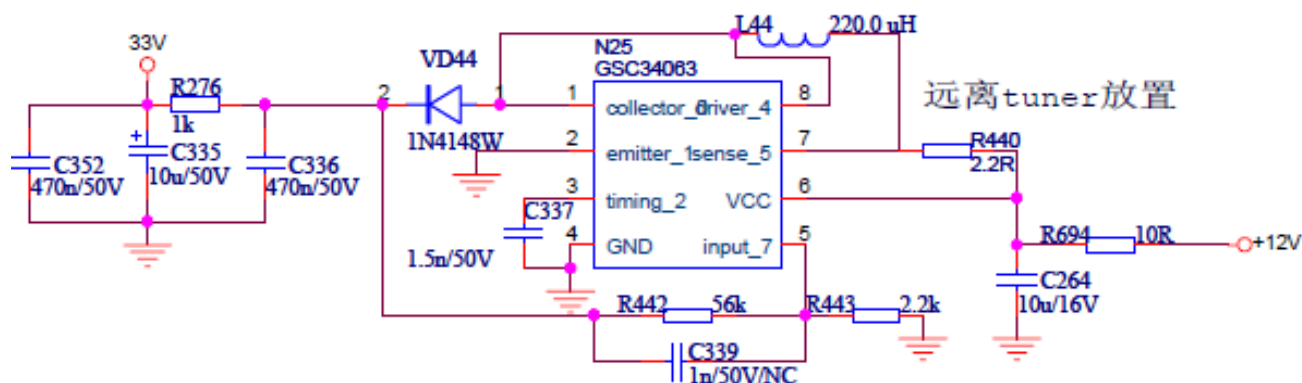 L44
220.0 uH
33V
VD44
N25
GSC34063
R276
1k
2
1
1
collector_
driver_4
8
远离tuner放置
C352
470n/50V
C335
10u/50V
C336
470n/50V
1N4148W
2
emitter_1
sense_5
7
R440
2.2R
3
timing_2
VCC
6
C337
1.5n/50V
4
GND
input_7
5
R694
10R
+12V
C264
10u/16V
R442
56k
R443
2.2k
C339
1n/50V/NC